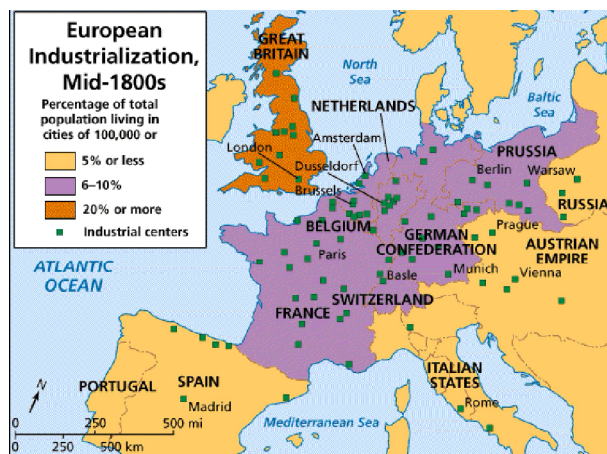 European
Industrialization,
Mid-1800s
Percentage of total
population living in
cities of 100,000 or
5% or less
6–10%
20% or more
Industrial centers
GREAT
BRITAIN
North
Sea
Baltic
Sea
NETHERLANDS
Amsterdam
London
Dusseldorf
Brussels
PRUSSIA
Berlin
Warsaw
RUSSIA
BELGIUM
GERMAN
CONFEDERATION
Prague
AUSTRIAN
EMPIRE
Paris
Basle
Munich
Vienna
ATLANTIC
OCEAN
SWITZERLAND
FRANCE
ITALIAN
STATES
Rome
PORTUGAL
SPAIN
Madrid
Mediterranean Sea
N
0 250 500 mi
0 250 500 km